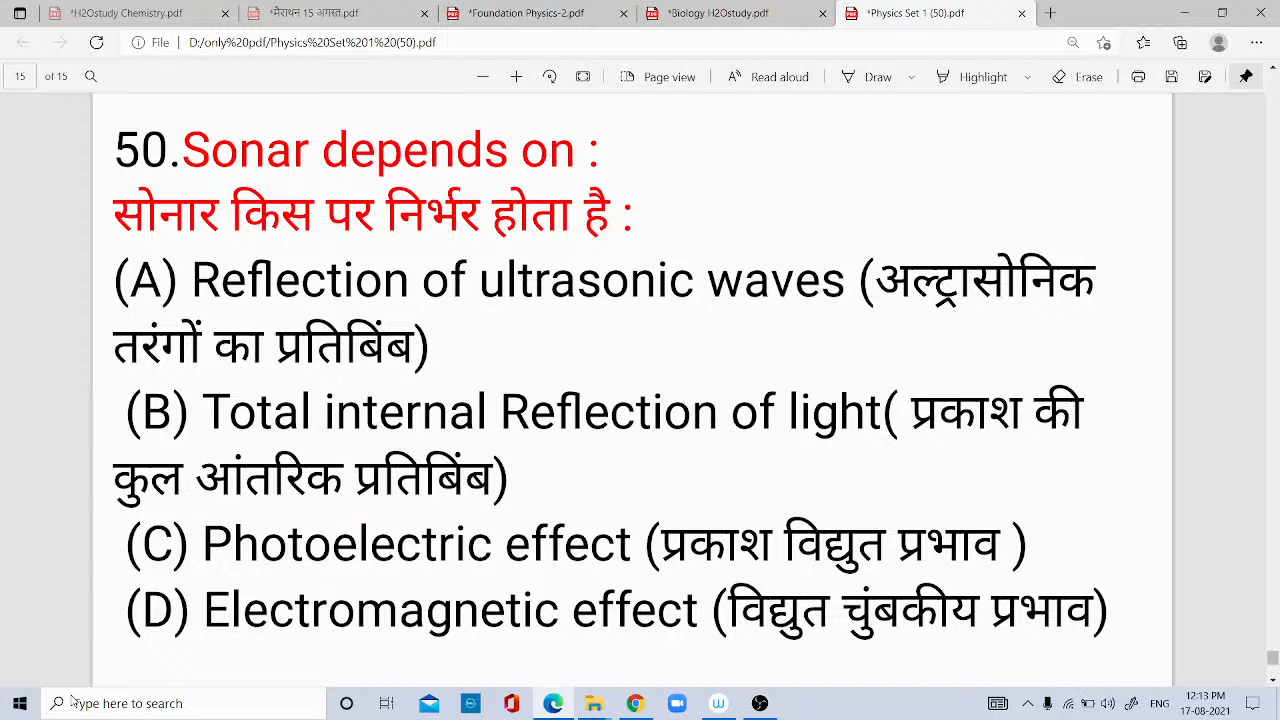 *H2Ostudy Chemistry.pdf
*मैराथन 15 अगस्त.pdf
*Foundation Physics-2.pdf
*Biology H2Ostudy.pdf
*Physics Set 1 (50).pdf
File
D:/only%20pdf/Physics%20Set%201%20(50).pdf
15 of 15
Page view
Read aloud
Draw
Highlight
Erase
50.Sonar depends on :
सोनार किस पर निर्भर होता है :
(A) Reflection of ultrasonic waves (अल्ट्रासोनिक
तरंगों का प्रतिबिंब)
(B) Total internal Reflection of light( प्रकाश की
कुल आंतरिक प्रतिबिंब)
(C) Photoelectric effect (प्रकाश विद्युत प्रभाव )
(D) Electromagnetic effect (विद्युत चुंबकीय प्रभाव)
Type here to search
ENG
12:13 PM
17-08-2021